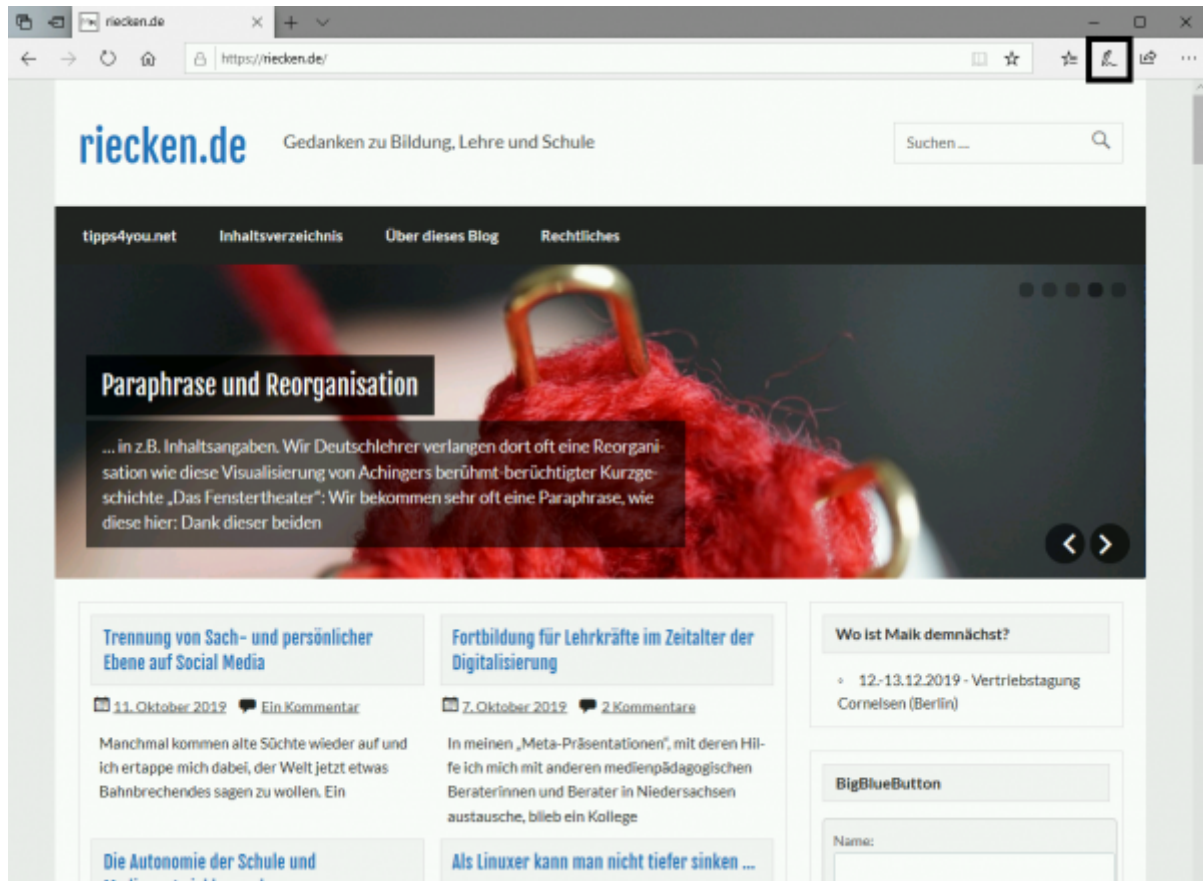 riecken.de
https://riecken.de/
riecken.de
Gedanken zu Bildung, Lehre und Schule
Suchen ...
tipps4you.net
Inhaltsverzeichnis
Über dieses Blog
Rechtliches
Paraphrase und Reorganisation
... in z.B. Inhaltsangaben. Wir Deutschlehrer verlangen dort oft eine Reorgani-
sation wie diese Visualisierung von Achingers berühmt-berüchtigter Kurzge-
schichte „Das Fenstertheater“: Wir bekommen sehr oft eine Paraphrase, wie
diese hier: Dank dieser beiden
Trennung von Sach- und persönlicher
Ebene auf Social Media
11. Oktober 2019 Ein Kommentar
Manchmal kommen alte Süchte wieder auf und
ich ertappe mich dabei, der Welt jetzt etwas
Bahnbrechendes sagen zu wollen. Ein
Die Autonomie der Schule und
Fortbildung für Lehrkräfte im Zeitalter der
Digitalisierung
7. Oktober 2019 2 Kommentare
In meinen „Meta-Präsentationen“, mit deren Hil-
fe ich mich mit anderen medienpädagogischen
Beraterinnen und Berater in Niedersachsen
austausche, blieb ein Kollege
Als Linuxer kann man nicht tiefer sinken ...
Wo ist Maik demnächst?
12.-13.12.2019 - Vertriebstagung
Cornelsen (Berlin)
BigBlueButton
Name: